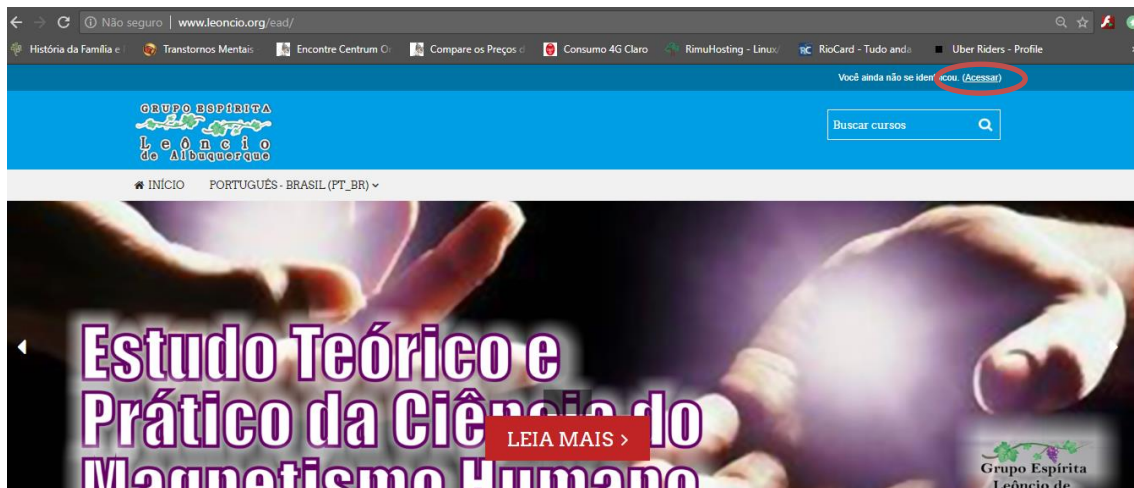 Não seguro | www.leoncio.org/ead/
História da Família e Transtornos Mentais Encontre Centrum Compare os Preços d Consumo 4G Claro RimuHosting - Linux RioCard - Tudo anda Uber Riders - Profile
Você ainda não se identificou. (Acessar)
GRUPO ESPÍRITA
Leôncio
de Albuquerque
Buscar cursos
INÍCIO PORTUGUÊS - BRASIL (PT_BR)
Estudo Teórico e
Prático da Ciência do
Magnetismo Humano
LEIA MAIS >
Grupo Espírita
Leôncio de